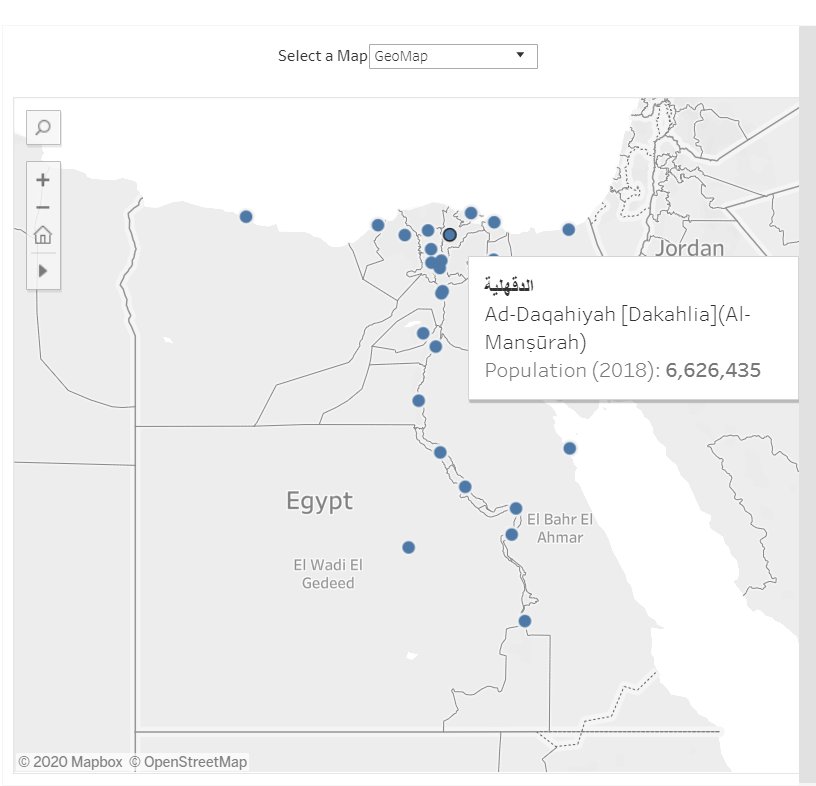 Select a Map GeoMap
Jordan
الدقهلية
Ad-Daqahiyah [Dakahlia](Al-
Manṣūrah)
Population (2018): 6,626,435
Egypt
El Bahr El
Ahmar
El Wadi El
Gedeed
© 2020 Mapbox © OpenStreetMap